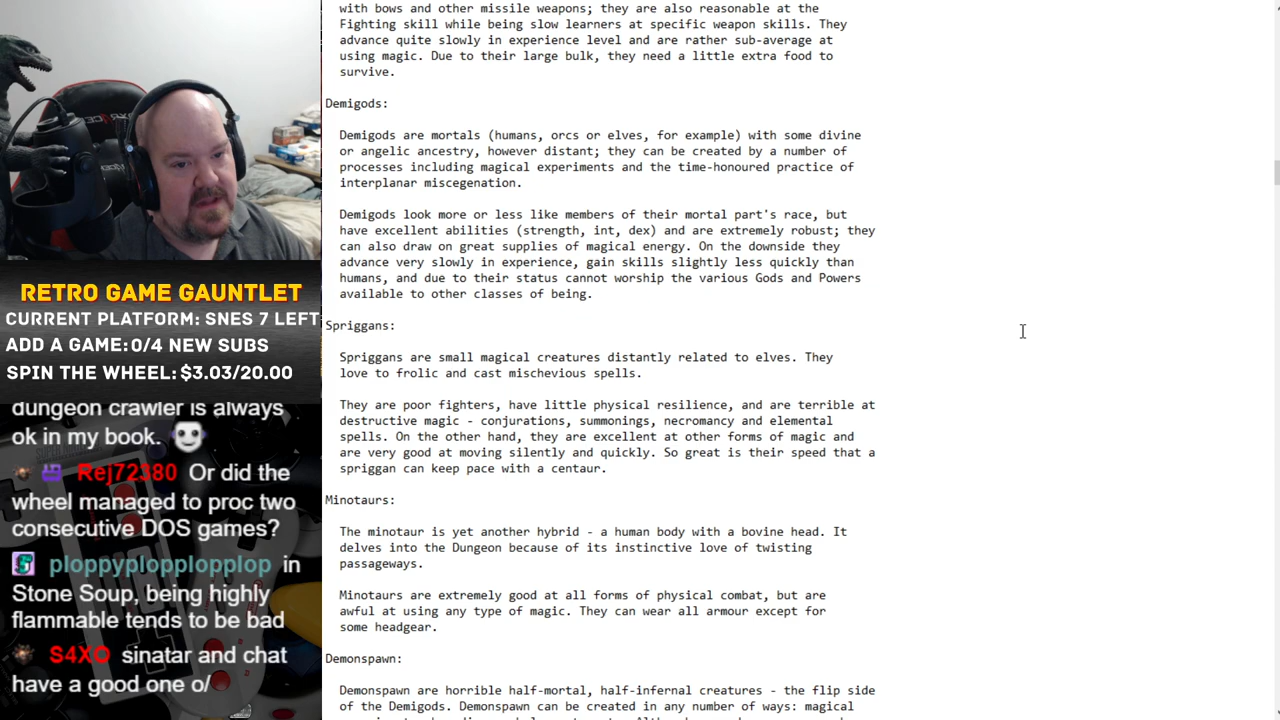 with bows and other missile weapons; they are also reasonable at the
Fighting skill while being slow learners at specific weapon skills. They
advance quite slowly in experience level and are rather sub-average at
using magic. Due to their large bulk, they need a little extra food to
survive.
Demigods:
Demigods are mortals (humans, orcs or elves, for example) with some divine
or angelic ancestry, however distant; they can be created by a number of
processes including magical experiments and the time-honoured practice of
interplanar miscegenation.
Demigods look more or less like members of their mortal part's race, but
have excellent abilities (strength, int, dex) and are extremely robust; they
can also draw on great supplies of magical energy. On the downside they
advance very slowly in experience, gain skills slightly less quickly than
humans, and due to their status cannot worship the various Gods and Powers
available to other classes of being.
Spriggans:
Spriggans are small magical creatures distantly related to elves. They
love to frolic and cast mischevious spells.
They are poor fighters, have little physical resilience, and are terrible at
destructive magic - conjurations, summonings, necromancy and elemental
spells. On the other hand, they are excellent at other forms of magic and
are very good at moving silently and quickly. So great is their speed that a
spriggan can keep pace with a centaur.
Minotaurs:
The minotaur is yet another hybrid - a human body with a bovine head. It
delves into the Dungeon because of its instinctive love of twisting
passageways.
Minotaurs are extremely good at all forms of physical combat, but are
awful at using any type of magic. They can wear all armour except for
some headgear.
Demonspawn:
Demonspawn are horrible half-mortal, half-infernal creatures - the flip side
of the Demigods. Demonspawn can be created in any number of ways: magical
RETRO GAME GAUNTLET
CURRENT PLATFORM: SNES 7 LEFT
ADD A GAME: 0/4 NEW SUBS
SPIN THE WHEEL: $3.03/20.00
dungeon crawler is always
ok in my book.
Rej72380 Or did the
wheel managed to proc two
consecutive DOS games?
ploppyplopplopplop in
Stone Soup, being highly
flammable tends to be bad
S4XO sinatar and chat
have a good one o/